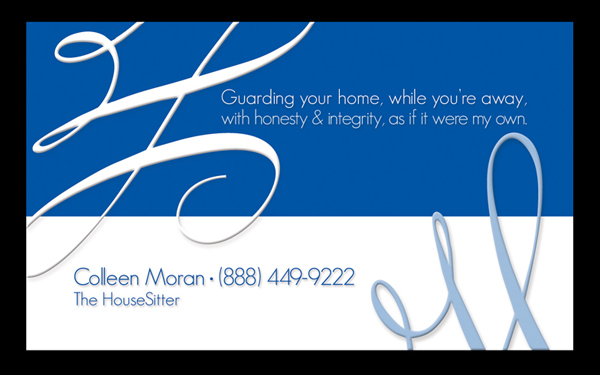 Guarding your home, while you're away,
with honesty & integrity, as if it were my own.
Colleen Moran • (888) 449-9222
The HouseSitter